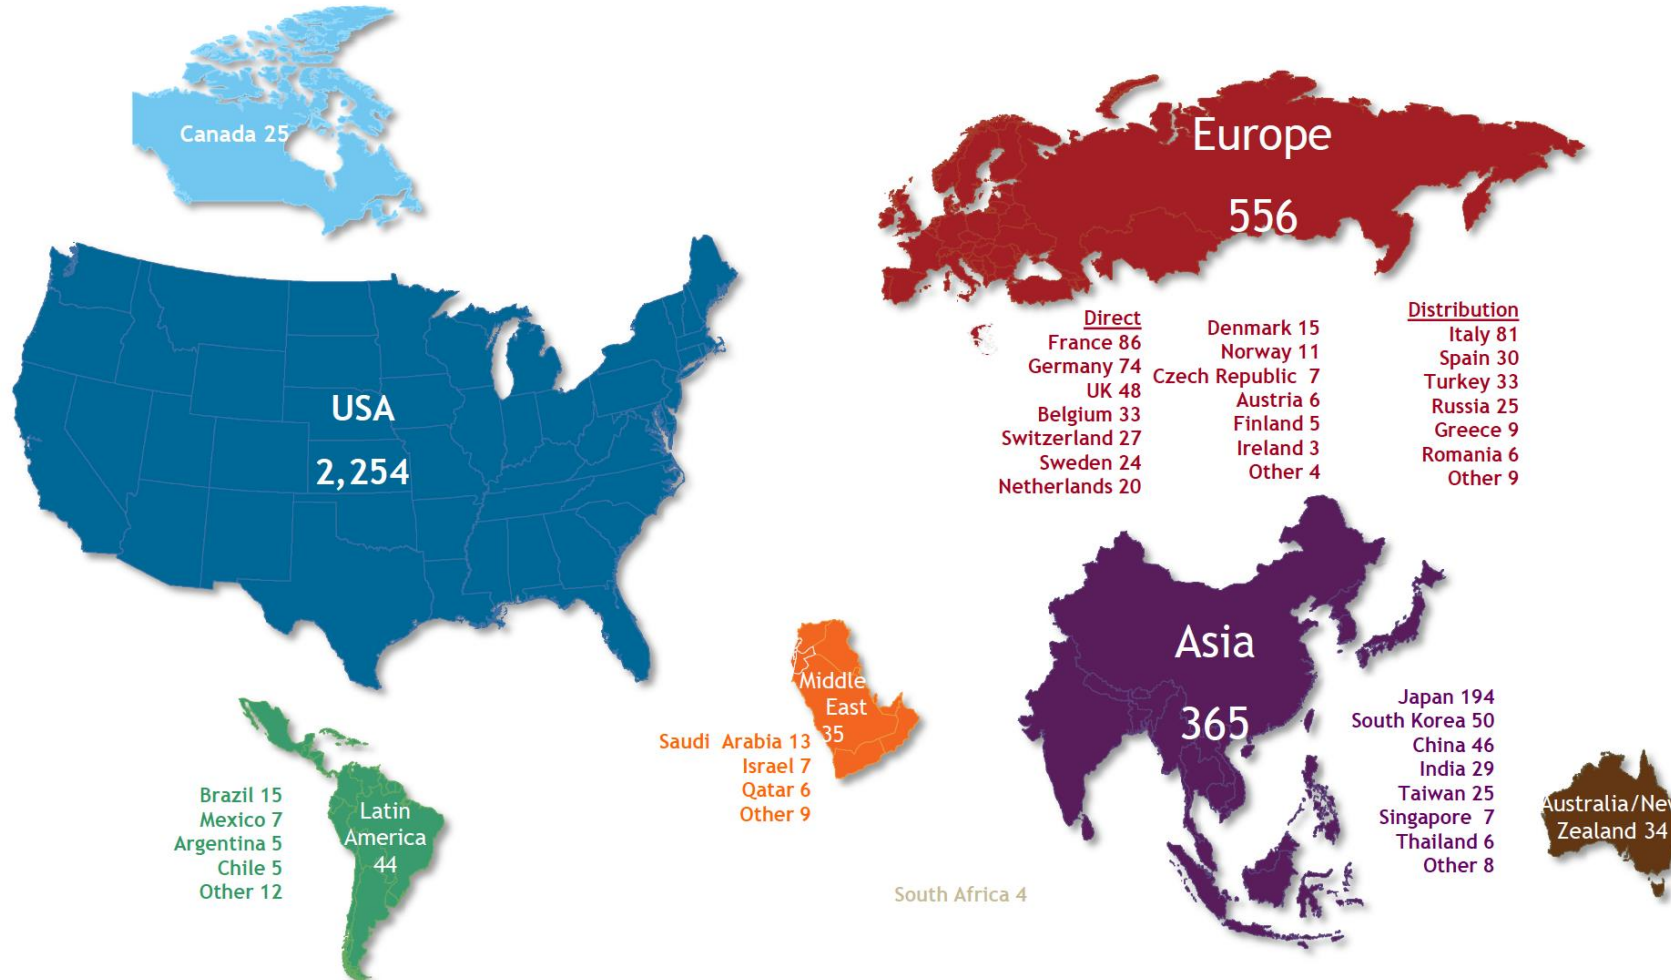 Canada 25
Europe
556
USA
2,254
Direct
France 86
Germany 74
UK 48
Belgium 33
Switzerland 27
Sweden 24
Netherlands 20
Denmark 15
Norway 11
Czech Republic 7
Austria 6
Finland 5
Ireland 3
Other 4
Distribution
Italy 81
Spain 30
Turkey 33
Russia 25
Greece 9
Romania 6
Other 9
Middle
East
35
Saudi Arabia 13
Israel 7
Qatar 6
Other 9
Asia
365
Japan 194
South Korea 50
China 46
India 29
Taiwan 25
Singapore 7
Thailand 6
Other 8
Brazil 15
Mexico 7
Argentina 5
Chile 5
Other 12
Latin
America
44
South Africa 4
Australia/New
Zealand 34